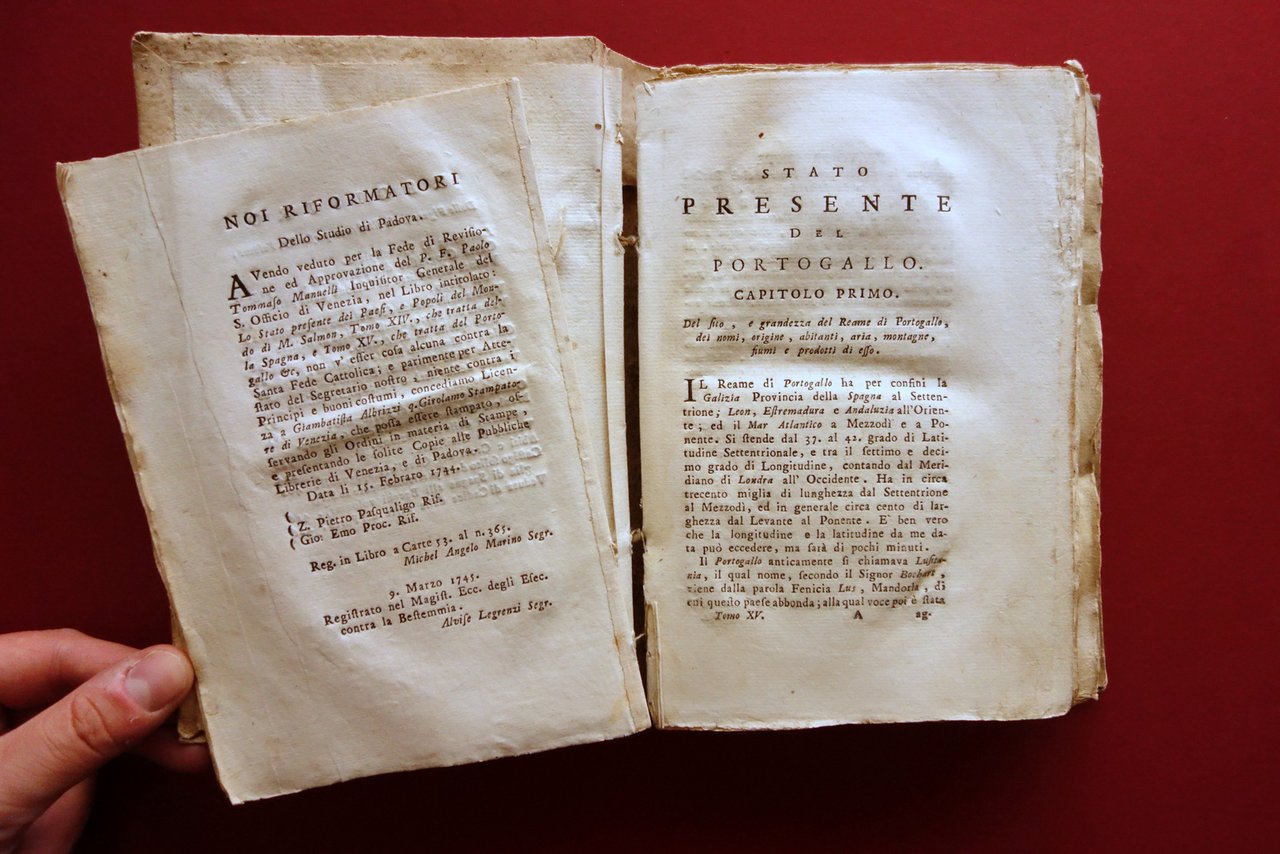 NOI RIFORMATORI
Dello Studio di Padova.
AVendo veduto per la Fede di Revisio-
ne ed Approvazione del P. F. Paolo
Tommaso Manuelli Inquisitor Generale del
S. Officio di Venezia, nel Libro intitolato:
Lo Stato presente dei Paesi, e Popoli del Mon-
do di M. Salmon, Tomo XIV., che tratta del-
la Spagna, e Tomo XV., che tratta del Porto-
gallo &c, non v'esser cosa alcuna contra la
Santa Fede Cattolica; e parimente per Atte-
stato del Segretario nostro, niente contra i
Principi e buoni costumi, concediamo Licen-
za a Giambatista Albrizzi q. Girolamo Stampato-
re di Venezia, che possa essere stampato, os-
servando gli Ordini in materia di Stampe,
e presentando le solite Copie alle Pubbliche
Librerie di Venezia, e di Padova.
Data li 15. Febraro 1744.
( Z. Pietro Pasqualigo Rif.
( Gio: Emo Proc. Rif.
Reg. in Libro a Carte 53. al n. 365.
Michel Angelo Marino Segr.
9. Marzo 1745.
Registrato nel Magist. Ecc. degli Esec.
contra la Bestemmia.
Alvise Legrenzi Segr.
STATO
PRESENTE
DEL
PORTOGALLO.
CAPITOLO PRIMO.
Del sito, e grandezza del Reame di Portogallo,
dei nomi, origine, abitanti, aria, montagne,
fiumi e prodotti di esso.
IL Reame di Portogallo ha per confini la
Galizia Provincia della Spagna al Setten-
trione; Leon, Estremadura e Andaluzia all'Orien-
te; ed il Mar Atlantico a Mezzodì e a Po-
nente. Si stende dal 37. al 42. grado di Lati-
tudine Settentrionale, e tra il settimo e deci
mo grado di Longitudine, contando dal Meri-
diano di Londra all'Occidente. Ha in circa
trecento miglia di lunghezza dal Settentrione
al Mezzodì, ed in generale circa cento di lar-
ghezza dal Levante al Ponente. E' ben vero
che la longitudine e la latitudine da me da-
ta può eccedere, ma sarà di pochi minuti.
Il Portogallo anticamente si chiamava Lusita-
nia, il qual nome, secondo il Signor Bochart,
viene dalla parola Fenicia Lus, Mandorla, di
cui questo paese abbonda; alla qual voce poi è stata
Tomo XV. A ag-